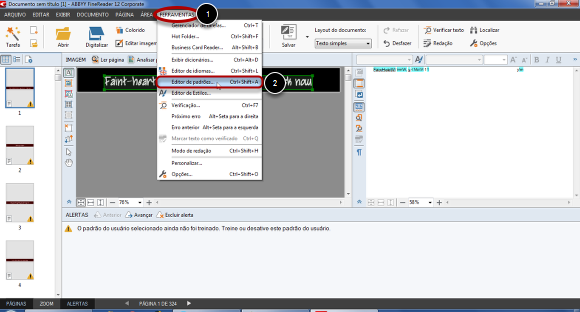 Documento sem título [1] - ABBYY FineReader 12 Corporate
ARQUIVO EDITAR EXIBIR DOCUMENTO PÁGINA ÁREA FERRAMENTAS
1
Gerenciador de tarefas... Ctrl+T
Hot Folder... Ctrl+Shift+F
Business Card Reader... Alt+Shift+B
Exibir dicionários... Ctrl+Alt+D
Editor de idiomas... Ctrl+Shift+L
Editor de padrões... Ctrl+Shift+A
2
Editor de Estilos...
Verificação... Ctrl+F7
Próximo erro Alt+Seta para a direita
Erro anterior Alt+Seta para a esquerda
Marcar texto como verificado Ctrl+Q
Modo de redação Ctrl+Shift+H
Personalizar...
Opções... Ctrl+Shift+O
Tarefa
Abrir
Digitalizar
Colorido
Editar imagem
Salvar
Layout do documento:
Texto simples
Refazer
Desfazer
Verificar texto
Redação
Localizar
Opções
IMAGEM Ler página Analisar
Faint-heart
h now
1
2
3
4
76%
56%
ALERTAS Anterior Avançar Excluir alerta
O padrão do usuário selecionado ainda não foi treinado. Treine ou desative este padrão do usuário.
PÁGINAS ZOOM ALERTAS PÁGINA 1 DE 324